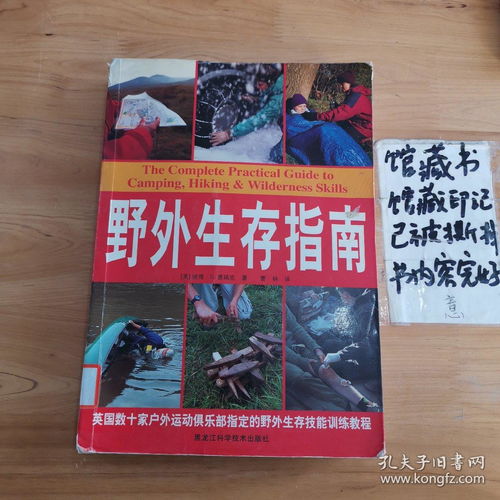 The Complete Practical Guide to
Camping, Hiking & Wilderness Skills
野外生存指南
著
译
英国数十家户外运动俱乐部指定的野外生存技能训练教程
黑龙江科学技术出版社
馆藏书
馆藏印记
已被撕掉
书内容完好
意
孔夫子旧书网
www.kongfz.com